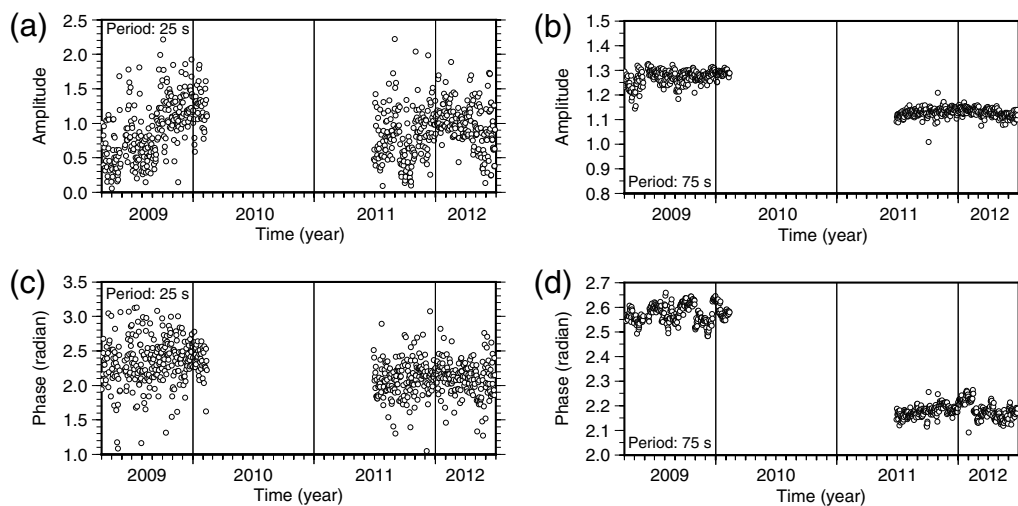 (a)
Period: 25 s
2.5
2.0
1.5
1.0
0.5
0.0
Amplitude
2009 2010 2011 2012
Time (year)
(b)
Period: 75 s
1.5
1.4
1.3
1.2
1.1
1.0
0.9
0.8
Amplitude
2009 2010 2011 2012
Time (year)
(c)
Period: 25 s
3.5
3.0
2.5
2.0
1.5
1.0
Phase (radian)
2009 2010 2011 2012
Time (year)
(d)
Period: 75 s
2.7
2.6
2.5
2.4
2.3
2.2
2.1
2.0
Phase (radian)
2009 2010 2011 2012
Time (year)